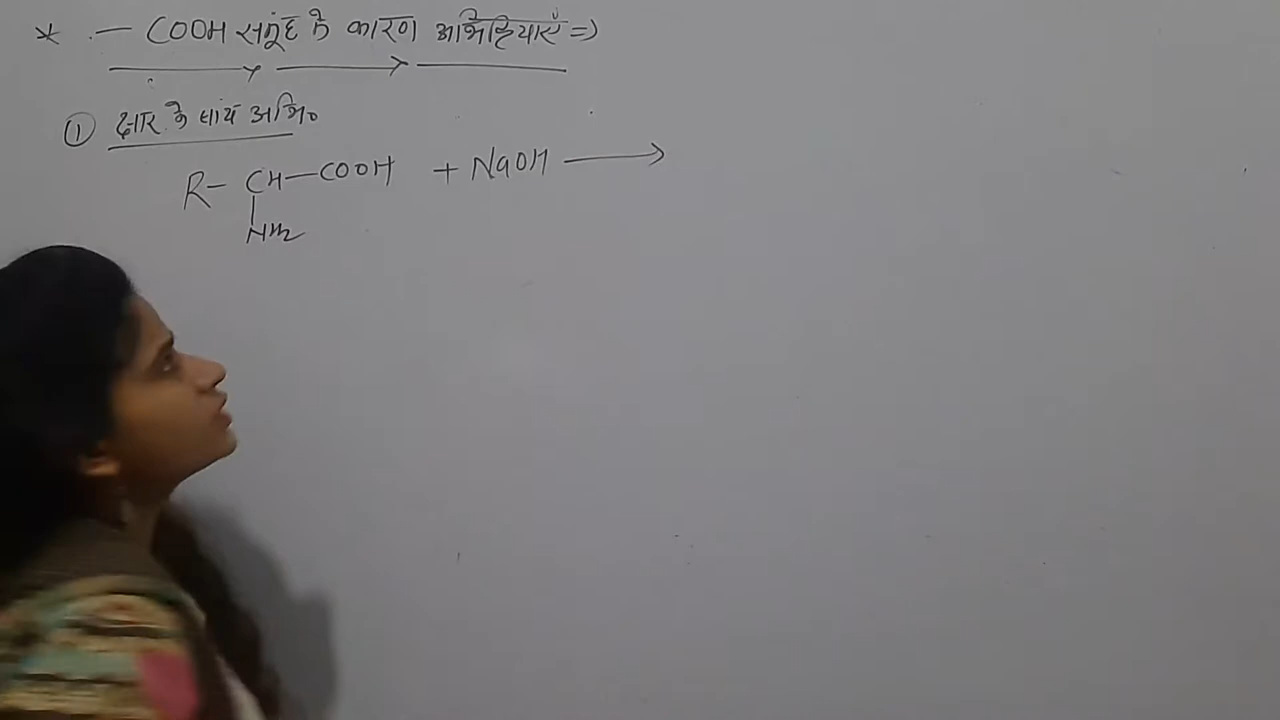 * — COOH समूह के कारण अभिक्रियाएं =>
① क्षार के साथ अभि०
R— CH—COOH + NaOH ⟶
|
NH2